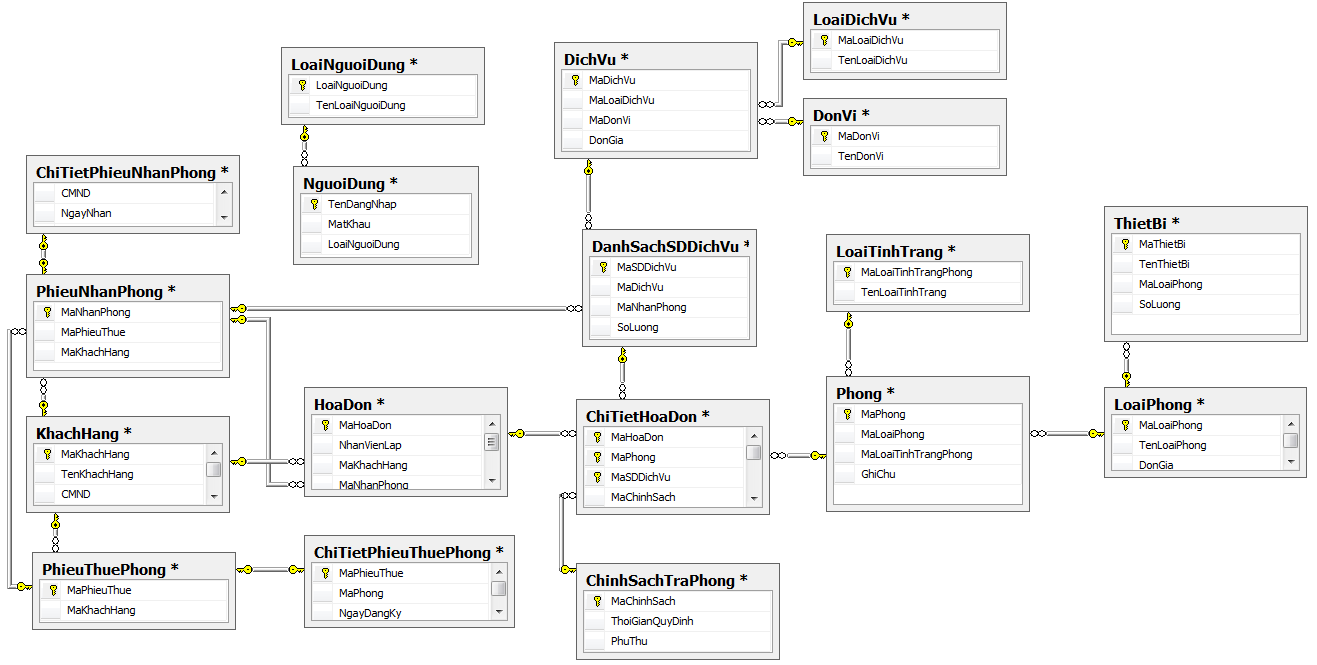 LoaiDichVu *
MaLoaiDichVu
TenLoaiDichVu
DichVu *
MaDichVu
MaLoaiDichVu
MaDonVi
DonGia
LoaiNguoiDung *
LoaiNguoiDung
TenLoaiNguoiDung
DonVi *
MaDonVi
TenDonVi
ChiTietPhieuNhanPhong *
CMND
NgayNhan
NguoiDung *
TenDangNhap
MatKhau
LoaiNguoiDung
ThietBi *
MaThietBi
TenThietBi
MaLoaiPhong
SoLuong
DanhSachSDDichVu *
MaSDDichVu
MaDichVu
MaNhanPhong
SoLuong
LoaiTinhTrang *
MaLoaiTinhTrangPhong
TenLoaiTinhTrang
PhieuNhanPhong *
MaNhanPhong
MaPhieuThue
MaKhachHang
Phong *
MaPhong
MaLoaiPhong
MaLoaiTinhTrangPhong
GhiChu
LoaiPhong *
MaLoaiPhong
TenLoaiPhong
DonGia
HoaDon *
MaHoaDon
NhanVienLap
MaKhachHang
MaNhanPhong
ChiTietHoaDon *
MaHoaDon
MaPhong
MaSDDichVu
MaChinhSach
KhachHang *
MaKhachHang
TenKhachHang
CMND
PhieuThuePhong *
MaPhieuThue
MaKhachHang
ChiTietPhieuThuePhong *
MaPhieuThue
MaPhong
NgayDangKy
ChinhSachTraPhong *
MaChinhSach
ThoiGianQuyDinh
PhuThu